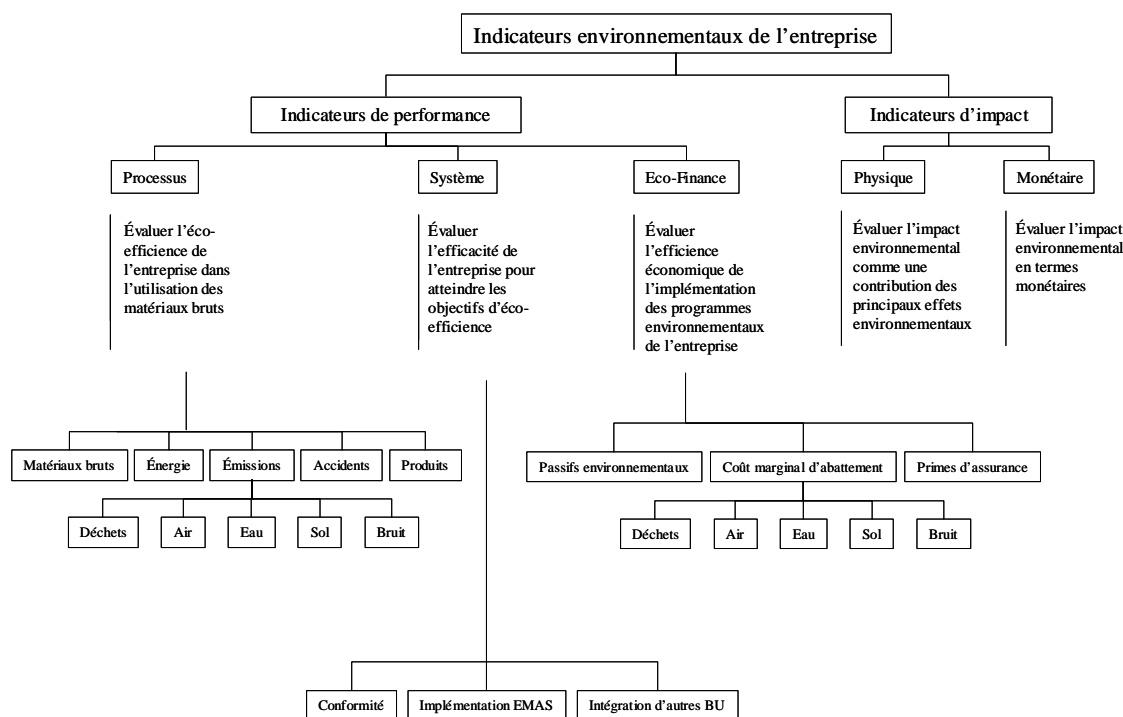 Indicateurs environnementaux de l'entreprise
Indicateurs de performance
Indicateurs d'impact
Processus
Système
Eco-Finance
Physique
Monétaire
Évaluer l'éco-
efficience de
l'entreprise dans
l'utilisation des
matériaux bruts
Évaluer
l'efficacité de
l'entreprise pour
atteindre les
objectifs d'éco-
efficience
Évaluer
l'efficience
économique de
l'implémentation
des programmes
environnementaux
de l'entreprise
Évaluer l'impact
environnemental
comme une
contribution des
principaux effets
environnementaux
Évaluer l'impact
environnemental
en termes
monétaires
Matériaux bruts
Énergie
Émissions
Accidents
Produits
Passifs environnementaux
Coût marginal d'abattement
Primes d'assurance
Déchets
Air
Eau
Sol
Bruit
Déchets
Air
Eau
Sol
Bruit
Conformité
Implémentation EMAS
Intégration d'autres BU